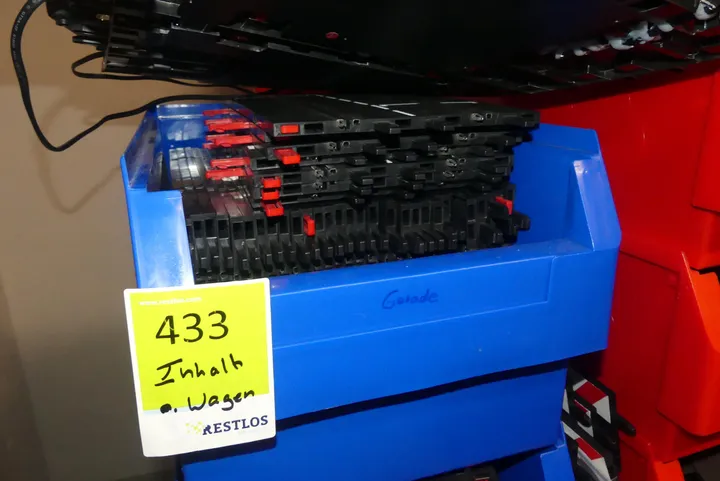 Gerade
433
Inhalt
o. Wagen
RESTLOS